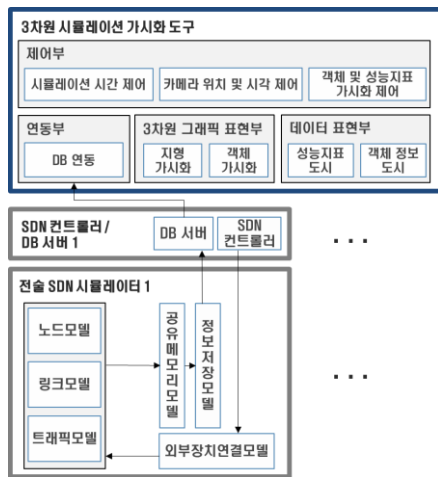 3차원 시뮬레이션 가시화 도구
제어부
시뮬레이션 시간 제어
카메라 위치 및 시각 제어
객체 및 성능지표
가시화 제어
연동부
DB 연동
3차원 그래픽 표현부
지형
가시화
객체
가시화
데이터 표현부
성능지표
도시
객체 정보
도시
SDN 컨트롤러 /
DB 서버 1
DB 서버
SDN
컨트롤러
. . .
전술 SDN 시뮬레이터 1
노드모델
링크모델
트래픽모델
공유메모리모델
정보저장모델
외부장치연결모델
. . .